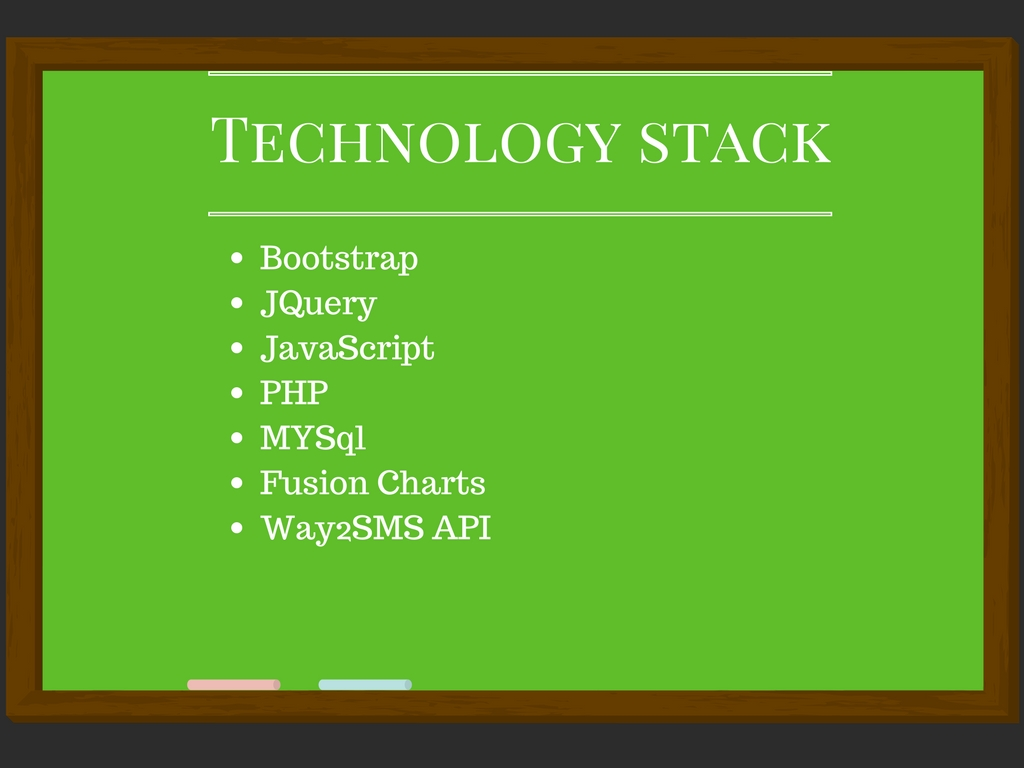 Technology stack
Bootstrap
JQuery
JavaScript
PHP
MYSql
Fusion Charts
Way2SMS API